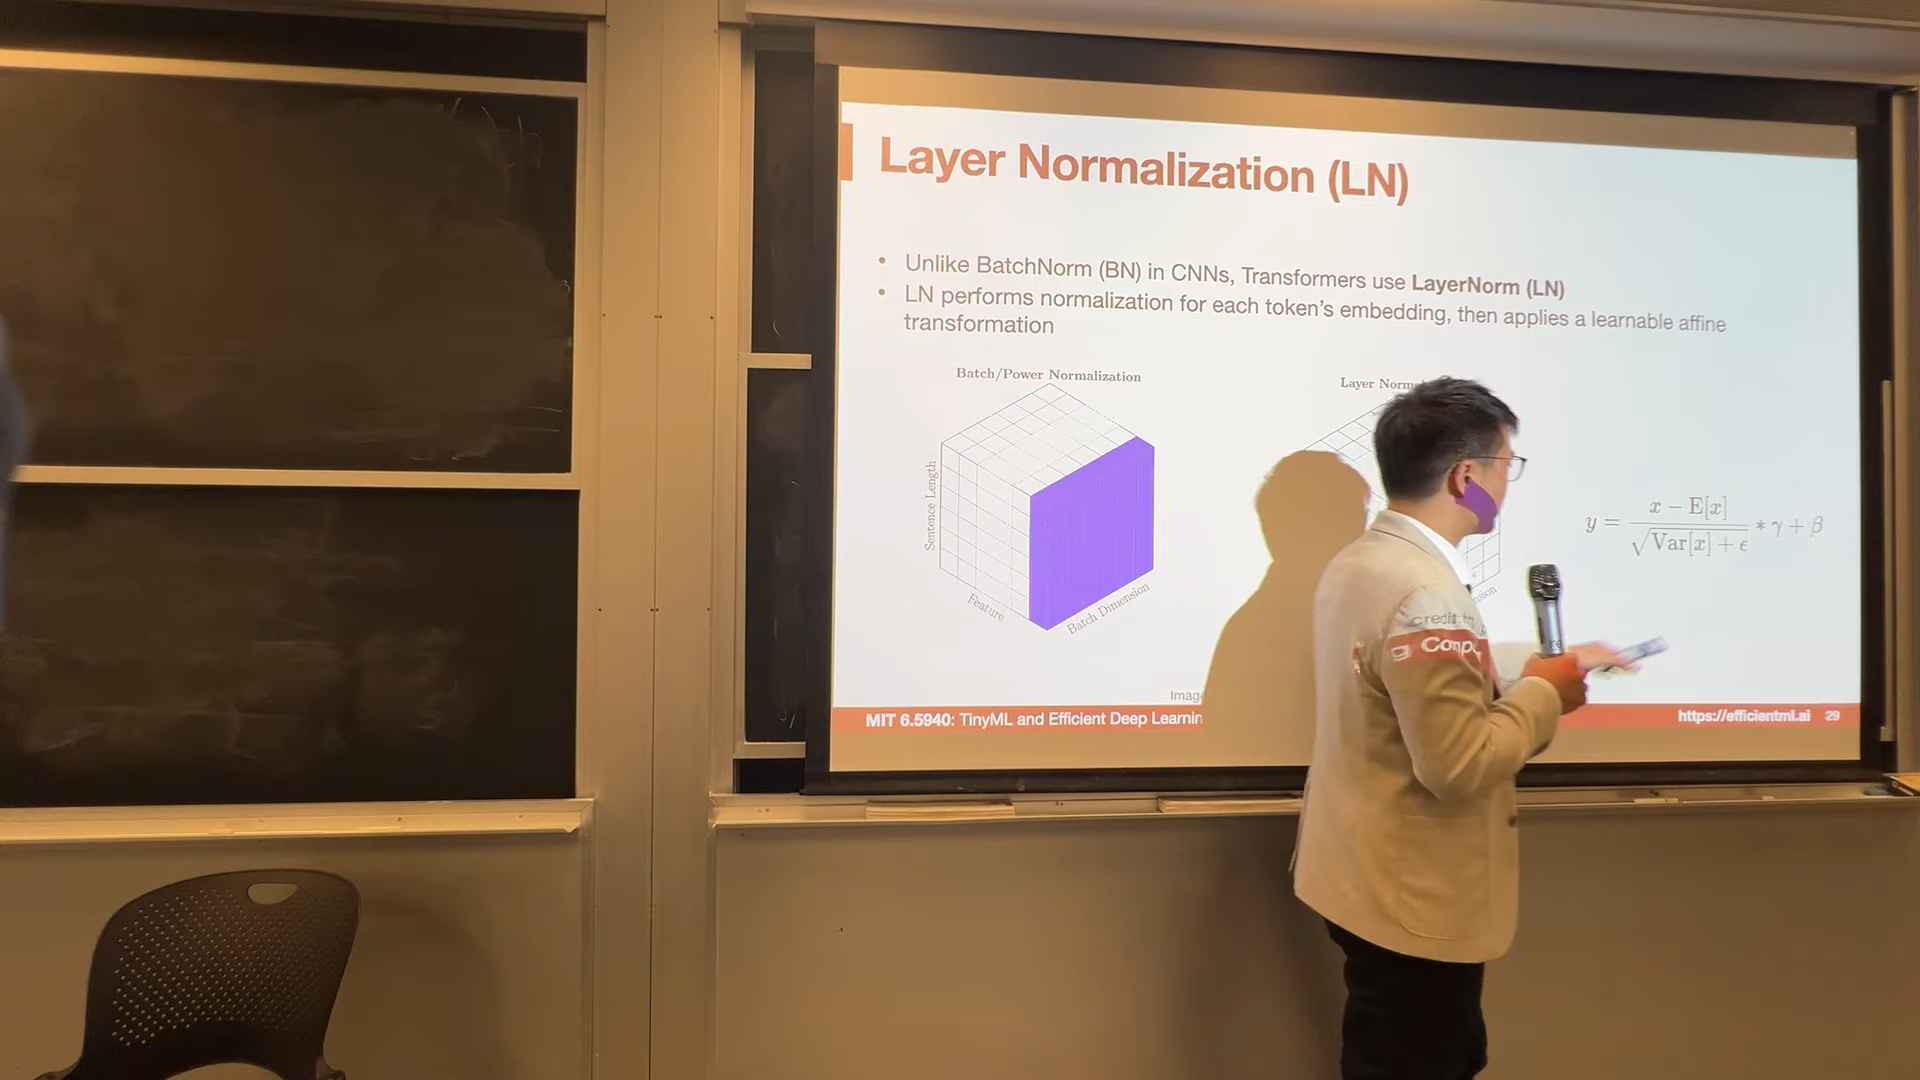 Layer Normalization (LN)
• Unlike BatchNorm (BN) in CNNs, Transformers use LayerNorm (LN)
• LN performs normalization for each token's embedding, then applies a learnable affine
transformation
Batch/Power Normalization
Layer
Sentence Length
Feature
Batch Dimension
y = (x − E[x]) / √(Var[x] + ϵ) * γ + β
MIT 6.5940: TinyML and Efficient Deep
https://efficientml.ai 29